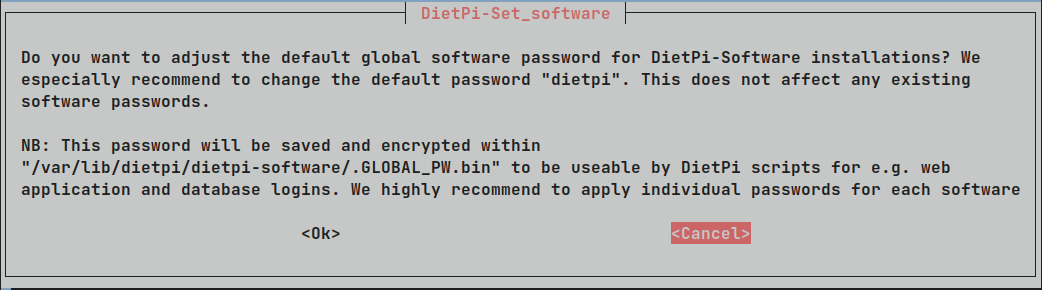 DietPi-Set_software
Do you want to adjust the default global software password for DietPi-Software installations? We
especially recommend to change the default password "dietpi". This does not affect any existing
software passwords.
NB: This password will be saved and encrypted within
"/var/lib/dietpi/dietpi-software/.GLOBAL_PW.bin" to be useable by DietPi scripts for e.g. web
application and database logins. We highly recommend to apply individual passwords for each software
<Ok> <Cancel>